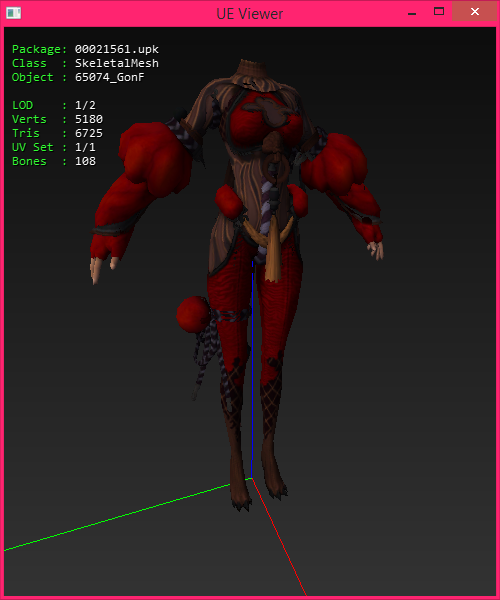 UE Viewer
Package: 00021561.upk
Class : SkeletalMesh
Object : 65074_GonF
LOD : 1/2
Verts : 5180
Tris : 6725
UV Set : 1/1
Bones : 108